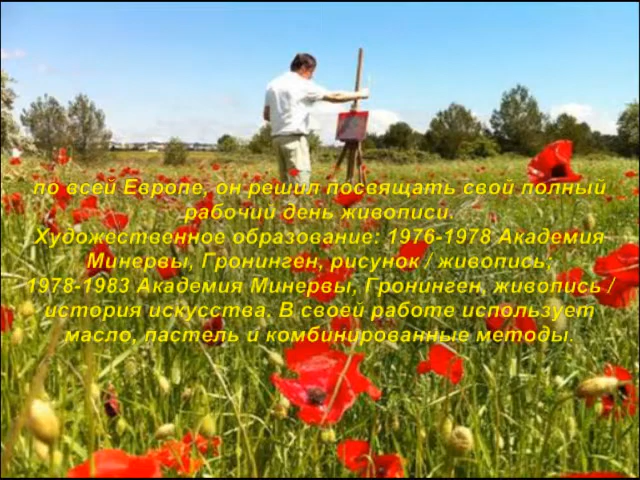 по всей Европе, он решил посвящать свой полный
рабочий день живописи.
Художественное образование: 1976-1978 Академия
Минервы, Гронинген, рисунок / живопись;
1978-1983 Академия Минервы, Гронинген, живопись /
история искусства. В своей работе использует
масло, пастель и комбинированные методы.